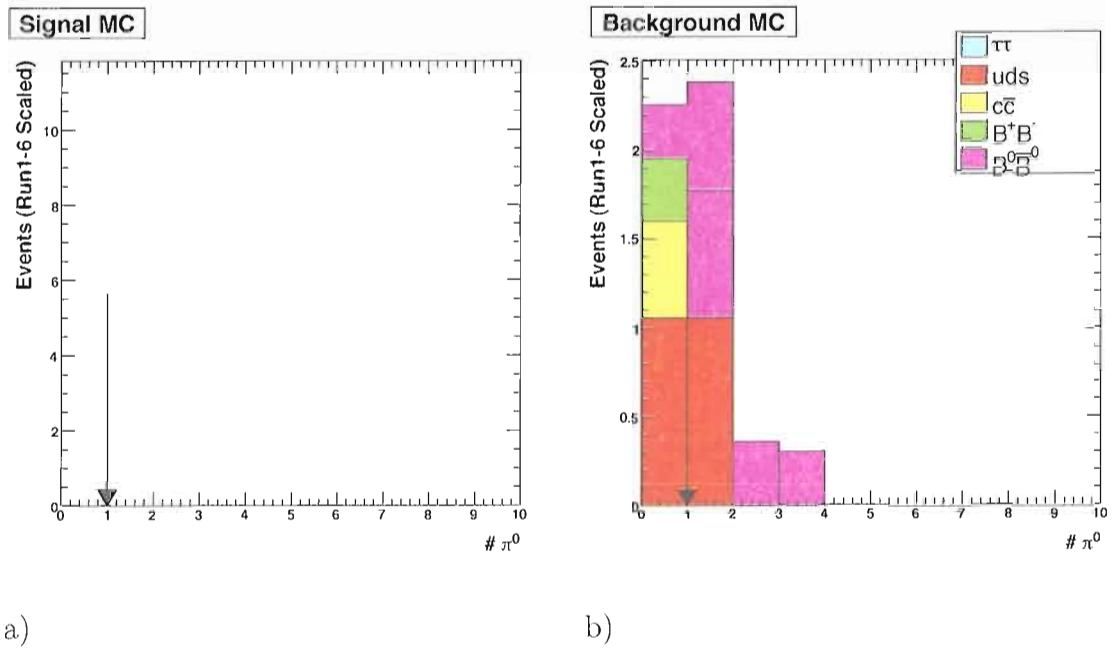 Signal MC
Events (Run1-6 Scaled)
10
8
6
4
2
0
0 1 2 3 4 5 6 7 8 9 10
# π⁰
a)
Background MC
Events (Run1-6 Scaled)
2.5
2
1.5
1
0.5
0
0 1 2 3 4 5 6 7 8 9 10
# π⁰
ττ
uds
cc̅
B⁺B⁻
B⁰B̅⁰
b)